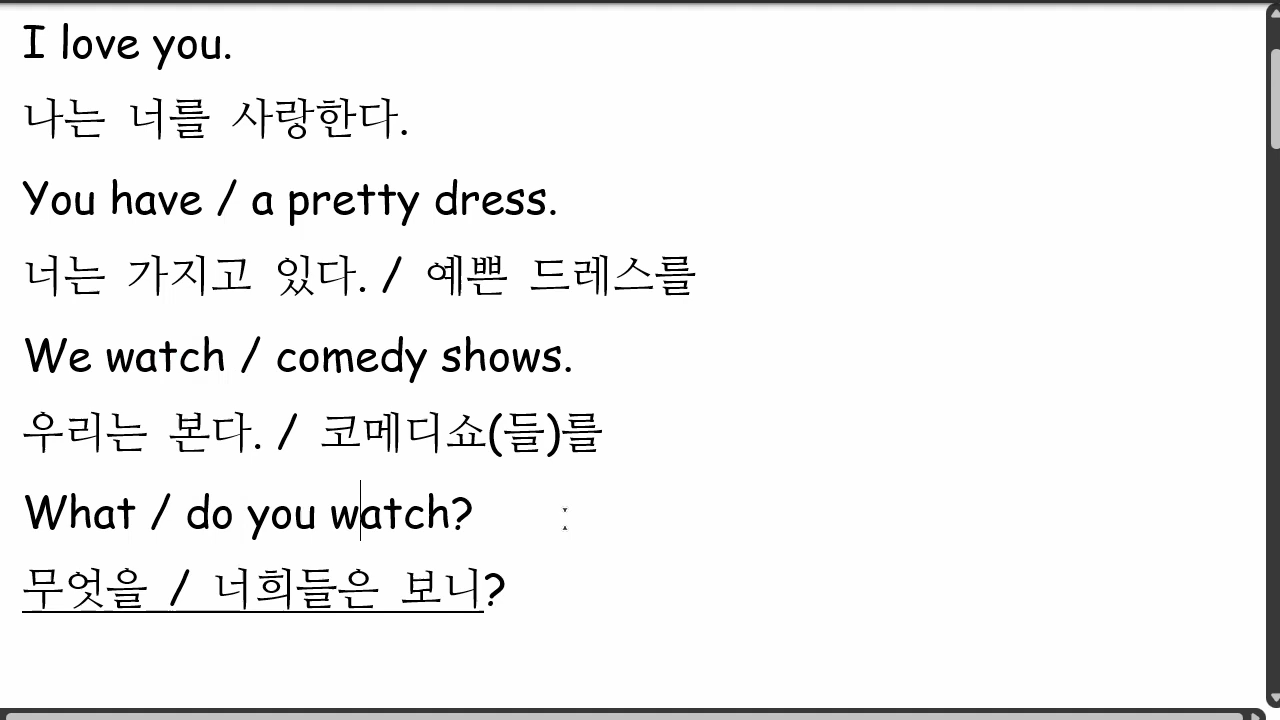 I love you.
나는 너를 사랑한다.
You have / a pretty dress.
너는 가지고 있다. / 예쁜 드레스를
We watch / comedy shows.
우리는 본다. / 코메디쇼(들)를
What / do you watch?
무엇을 / 너희들은 보니?